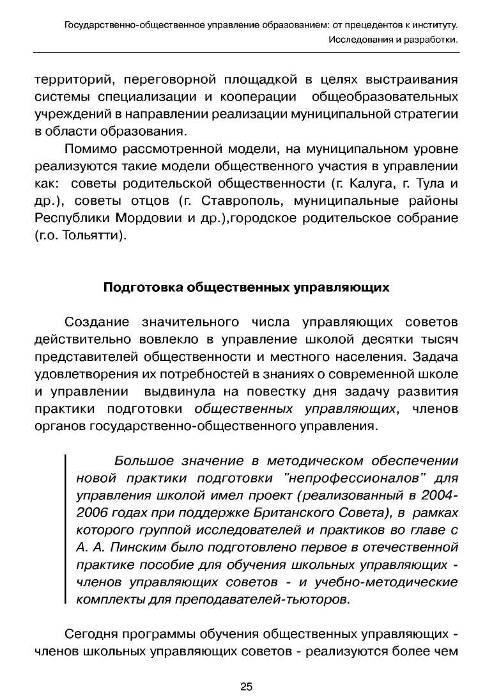 Государственно-общественное управление образованием: от прецедентов к институту.
Исследования и разработки.
территорий, переговорной площадкой в целях выстраивания
системы специализации и кооперации общеобразовательных
учреждений в направлении реализации муниципальной стратегии
в области образования.
Помимо рассмотренной модели, на муниципальном уровне
реализуются такие модели общественного участия в управлении
как: советы родительской общественности (г. Калуга, г. Тула и
др.), советы отцов (г. Ставрополь, муниципальные районы
Республики Мордовии и др.),городское родительское собрание
(г.о. Тольятти).
Подготовка общественных управляющих
Создание значительного числа управляющих советов
действительно вовлекло в управление школой десятки тысяч
представителей общественности и местного населения. Задача
удовлетворения их потребностей в знаниях о современной школе
и управлении выдвинула на повестку дня задачу развития
практики подготовки общественных управляющих, членов
органов государственно-общественного управления.
Большое значение в методическом обеспечении
новой практики подготовки "непрофессионалов" для
управления школой имел проект (реализованный в 2004-
2006 годах при поддержке Британского Совета), в рамках
которого группой исследователей и практиков во главе с
А. А. Пинским было подготовлено первое в отечественной
практике пособие для обучения школьных управляющих -
членов управляющих советов - и учебно-методические
комплекты для преподавателей-тьюторов.
Сегодня программы обучения общественных управляющих -
членов школьных управляющих советов - реализуются более чем
25